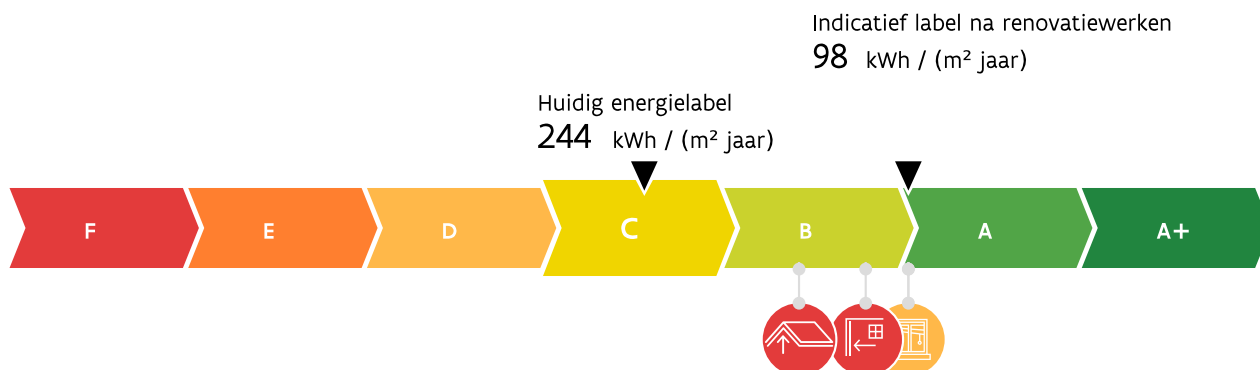 Indicatief label na renovatiewerken
98 kWh / (m² jaar)
Huidig energielabel
244 kWh / (m² jaar)
F E D C B A A+